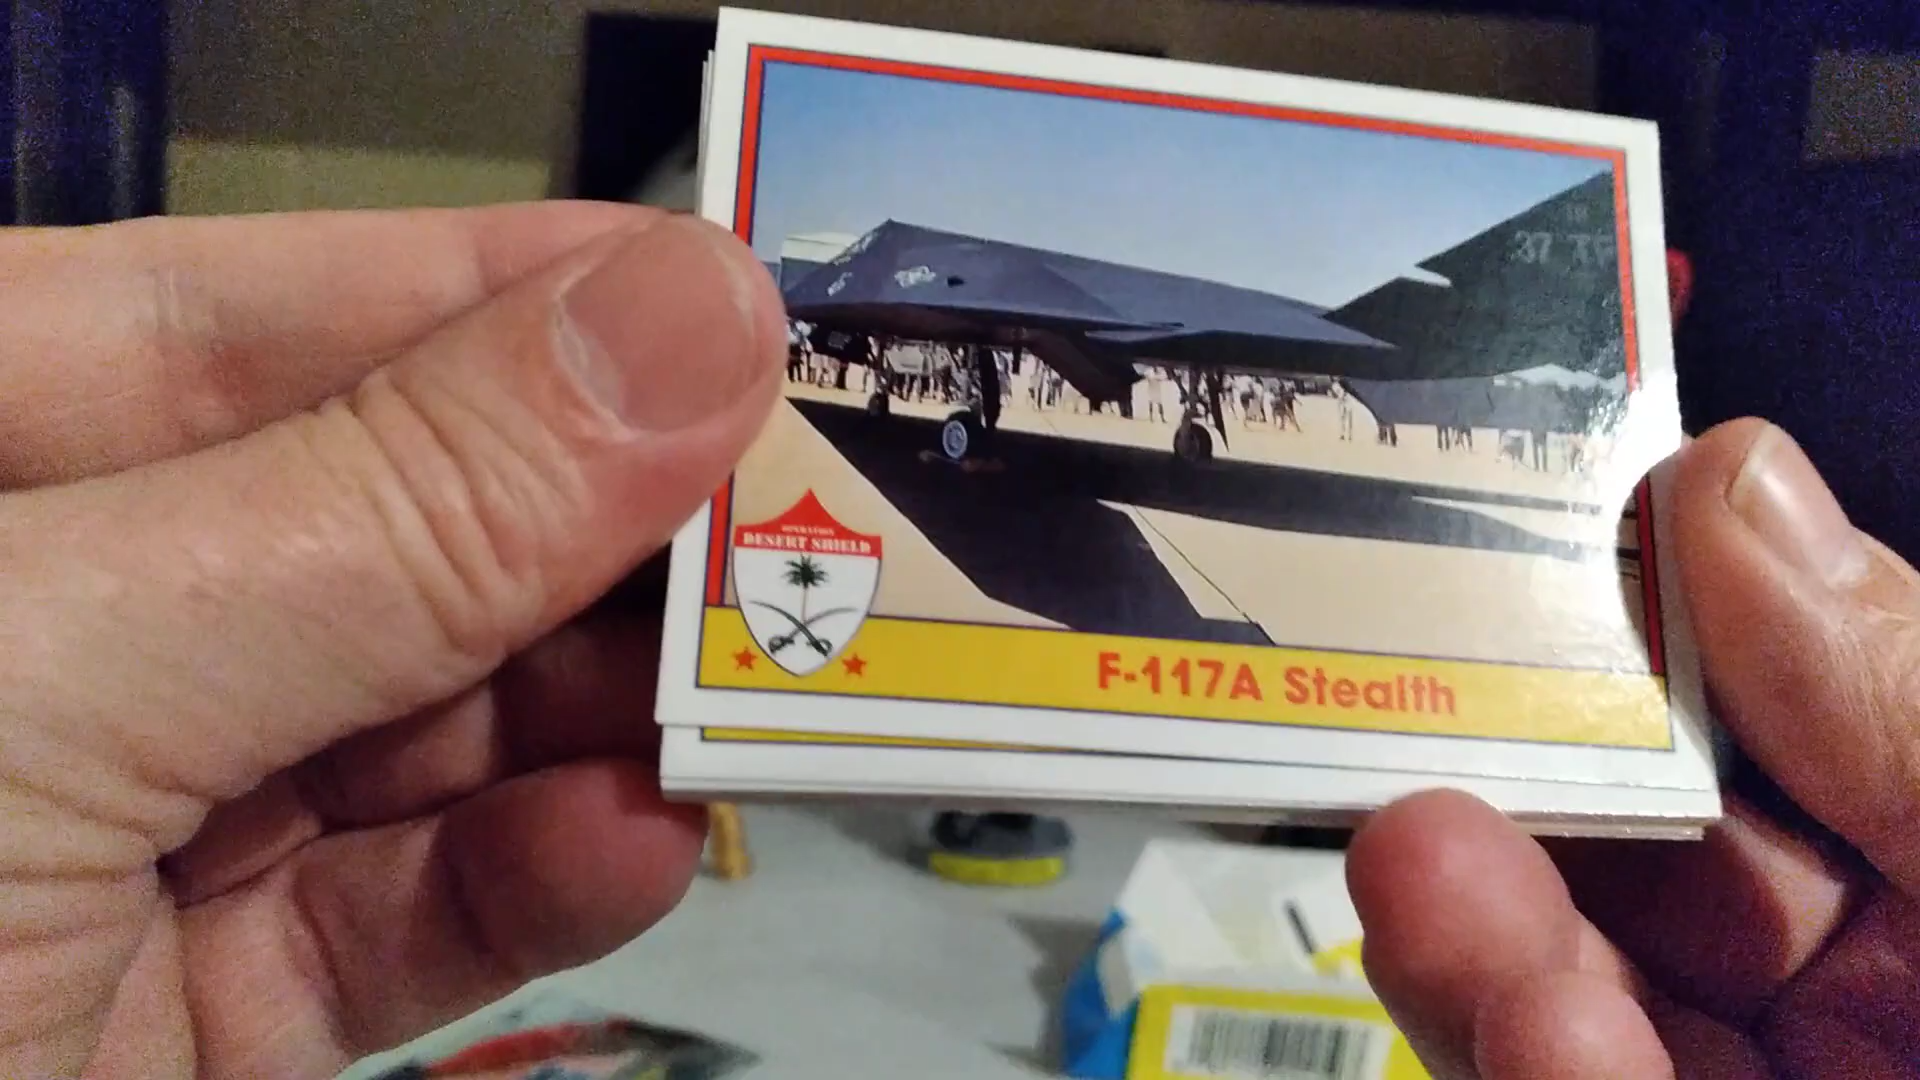 37 TF
OPERATION
DESERT SHIELD
F-117A Stealth